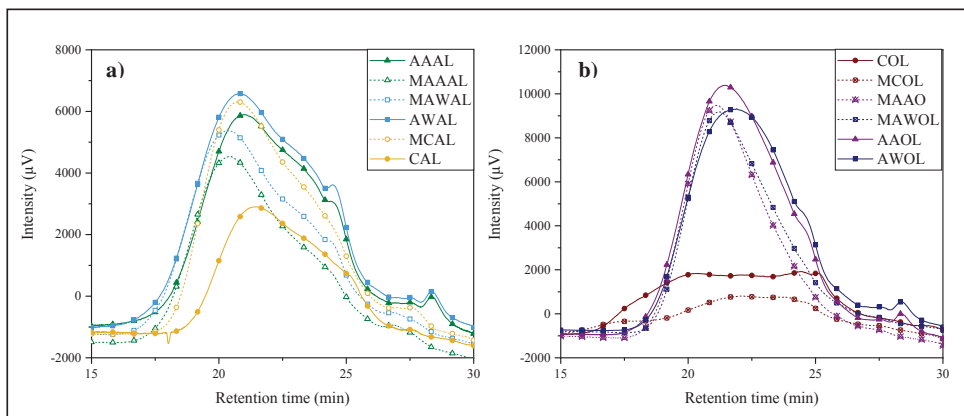 a)
8000
6000
4000
2000
0
-2000
Intensity (µV)
15
20
25
30
Retention time (min)
AAAL
MAAAL
MAWAL
AWAL
MCAL
CAL
b)
12000
10000
8000
6000
4000
2000
0
-2000
Intensity (µV)
15
20
25
30
Retention time (min)
COL
MCOL
MAAO
MAWOL
AAOL
AWOL